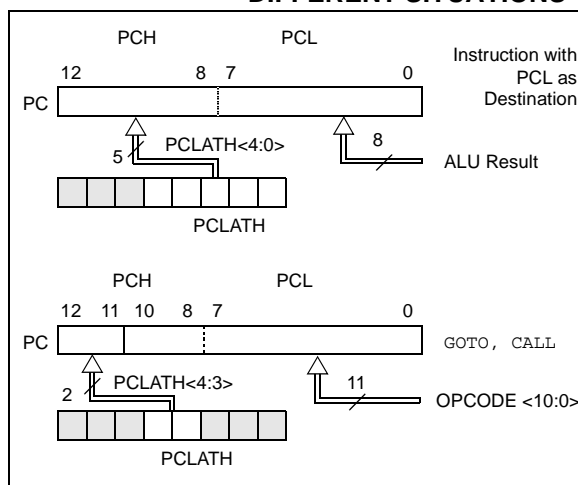 DIFFERENT SITUATIONS
PCH PCL
12 8 7 0
Instruction with
PCL as
Destination
PC
5 PCLATH<4:0> 8
ALU Result
PCLATH
PCH PCL
12 11 10 8 7 0
PC GOTO, CALL
2 PCLATH<4:3> 11
OPCODE <10:0>
PCLATH